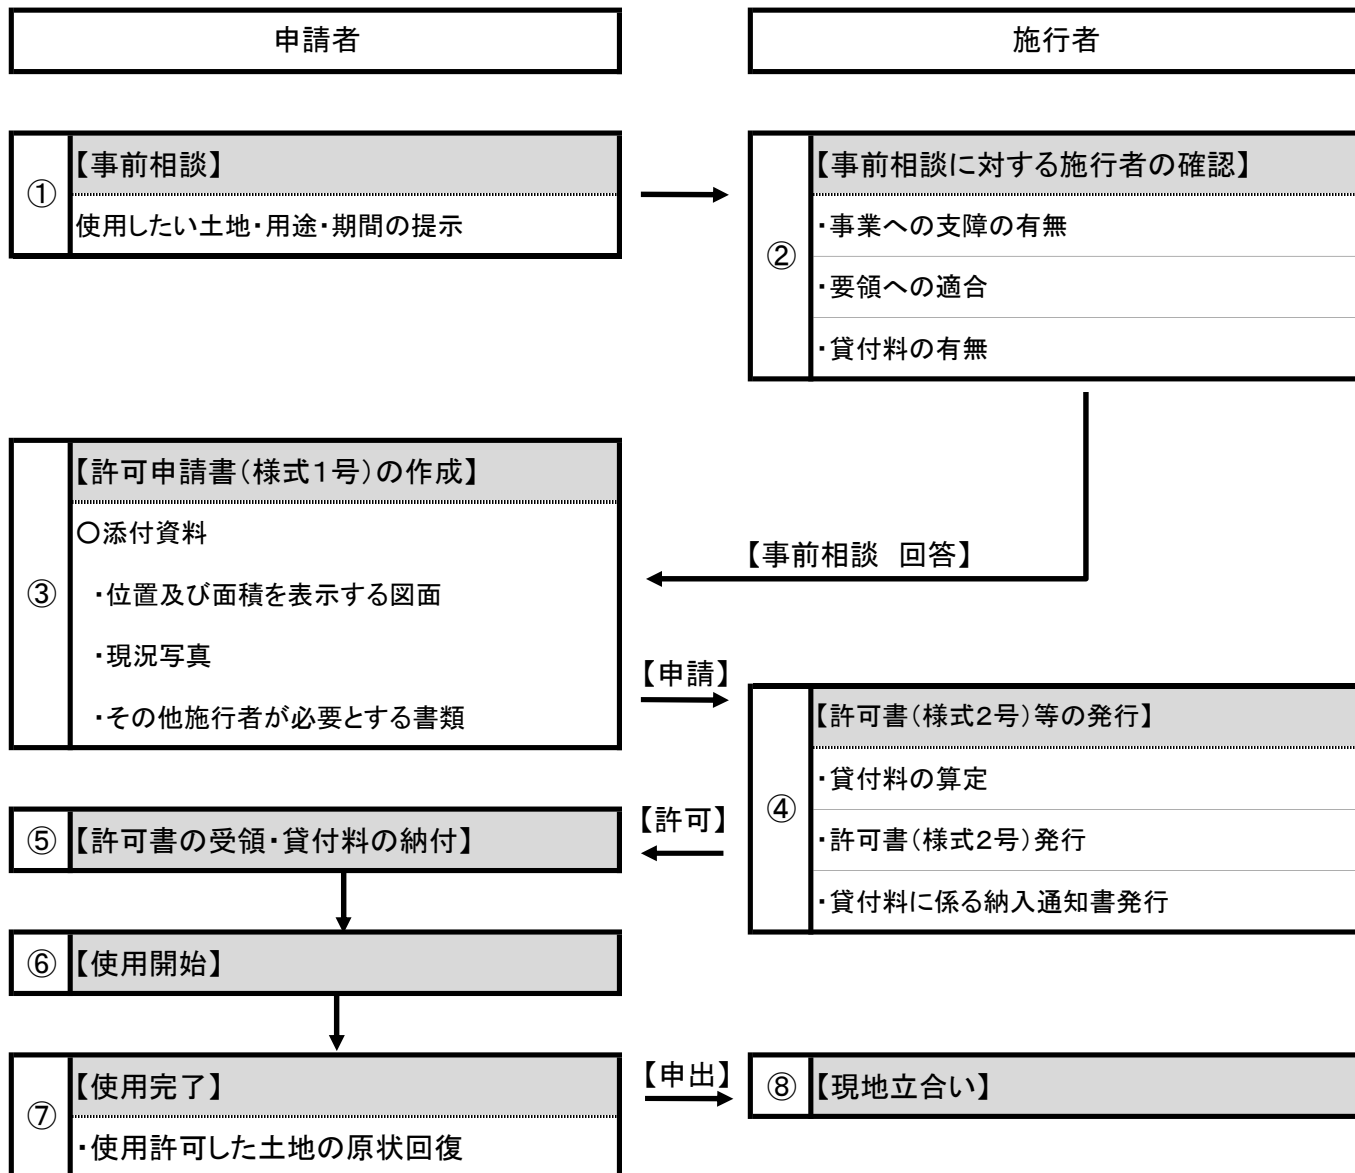 申請者
施行者
①
【事前相談】
使用したい土地・用途・期間の提示
②
【事前相談に対する施行者の確認】
・事業への支障の有無
・要領への適合
・貸付料の有無
【事前相談　回答】
③
【許可申請書（様式１号）の作成】
〇添付資料
・位置及び面積を表示する図面
・現況写真
・その他施行者が必要とする書類
【申請】
④
【許可書（様式２号）等の発行】
・貸付料の算定
・許可書（様式２号）発行
・貸付料に係る納入通知書発行
【許可】
⑤
【許可書の受領・貸付料の納付】
⑥
【使用開始】
⑦
【使用完了】
・使用許可した土地の原状回復
【申出】
⑧
【現地立合い】